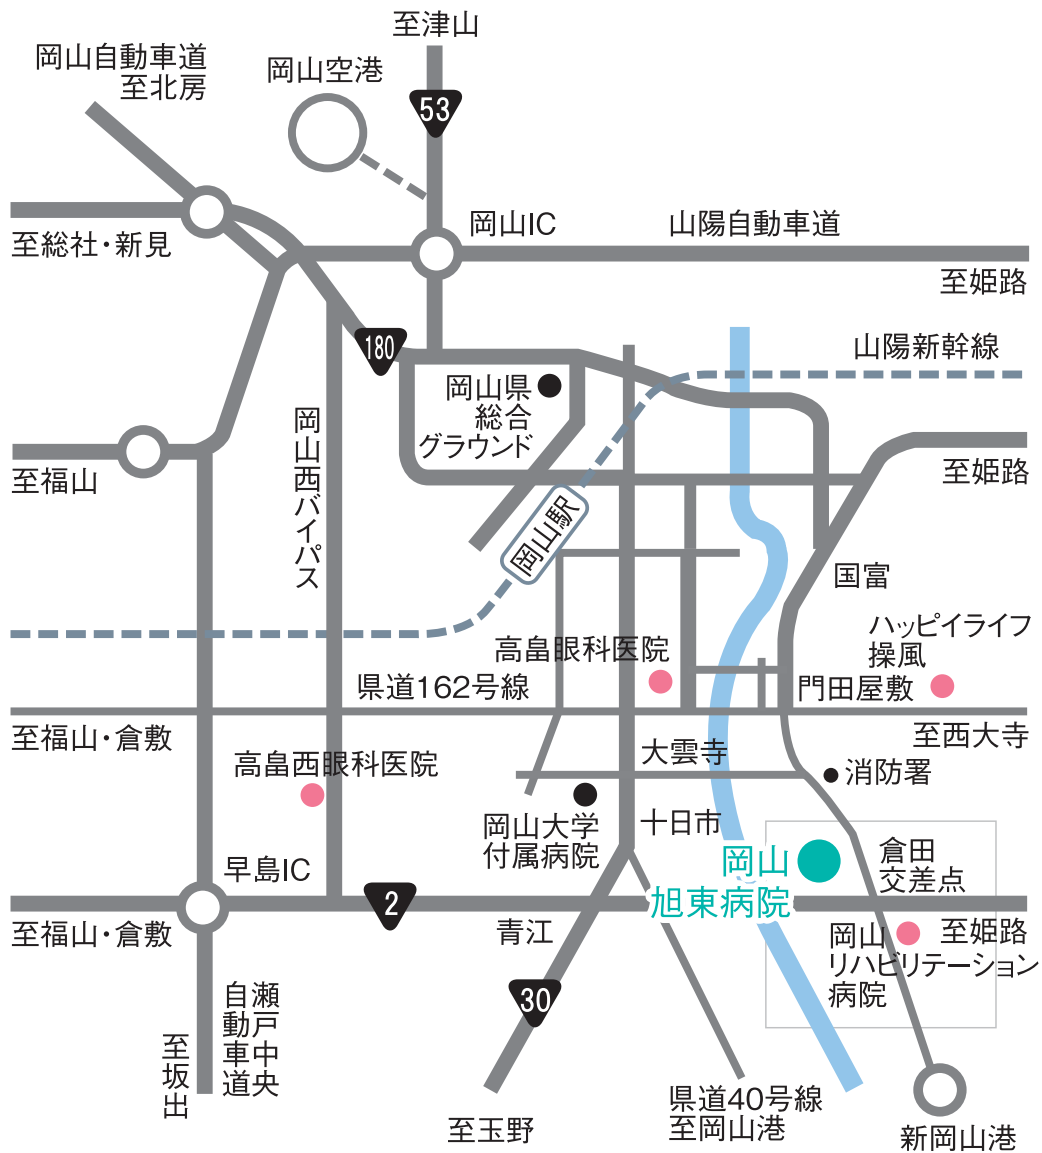 至津山
岡山自動車道
至北房
岡山空港
53
岡山IC
山陽自動車道
至総社・新見
至姫路
180
山陽新幹線
岡山県
総合
グラウンド
岡山西バイパス
至福山
至姫路
岡山駅
国富
ハッピイライフ
操風
高畠眼科医院
門田屋敷
県道162号線
至福山・倉敷
至西大寺
大雲寺
高畠西眼科医院
消防署
岡山大学
付属病院
十日市
岡山
旭東病院
倉田
交差点
早島IC
2
至福山・倉敷
青江
至姫路
岡山
リハビリテーション
病院
30
瀬戸中央
自動車道
至坂出
県道40号線
至岡山港
至玉野
新岡山港